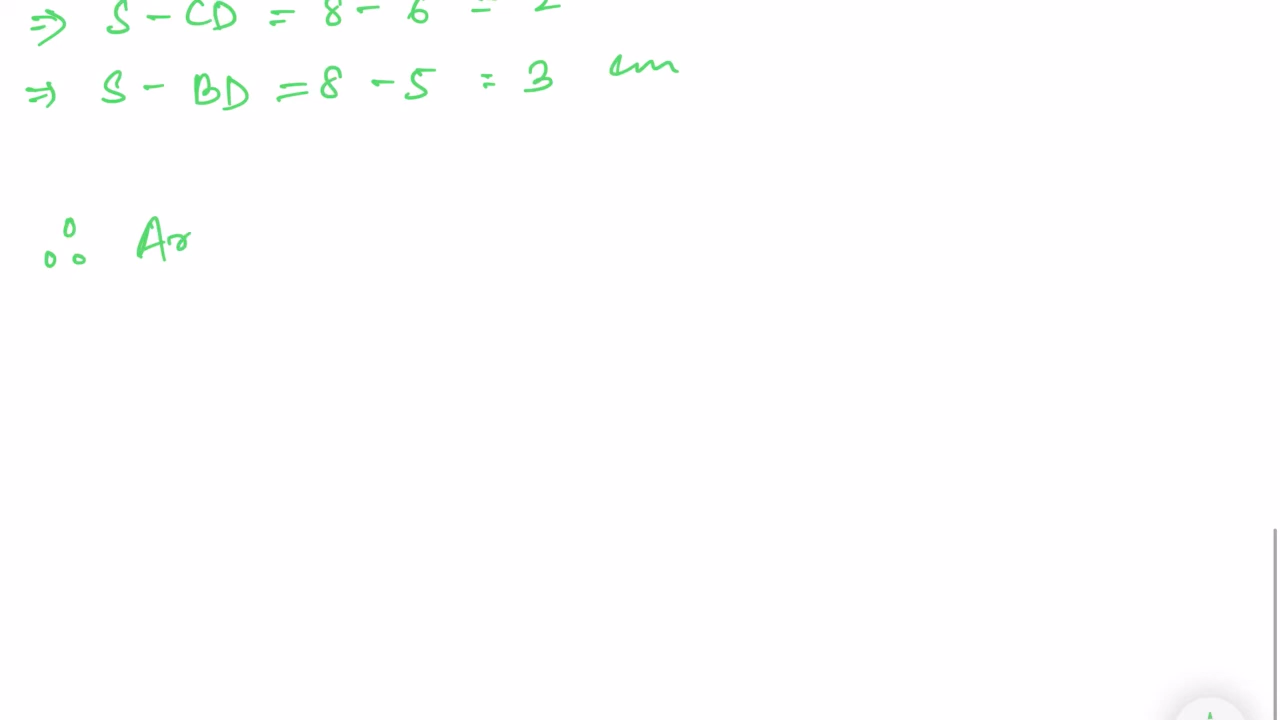 ⇒ S - CD = 8 - 6 = 2
⇒ S - BD = 8 - 5 = 3 cm
∴ Ar